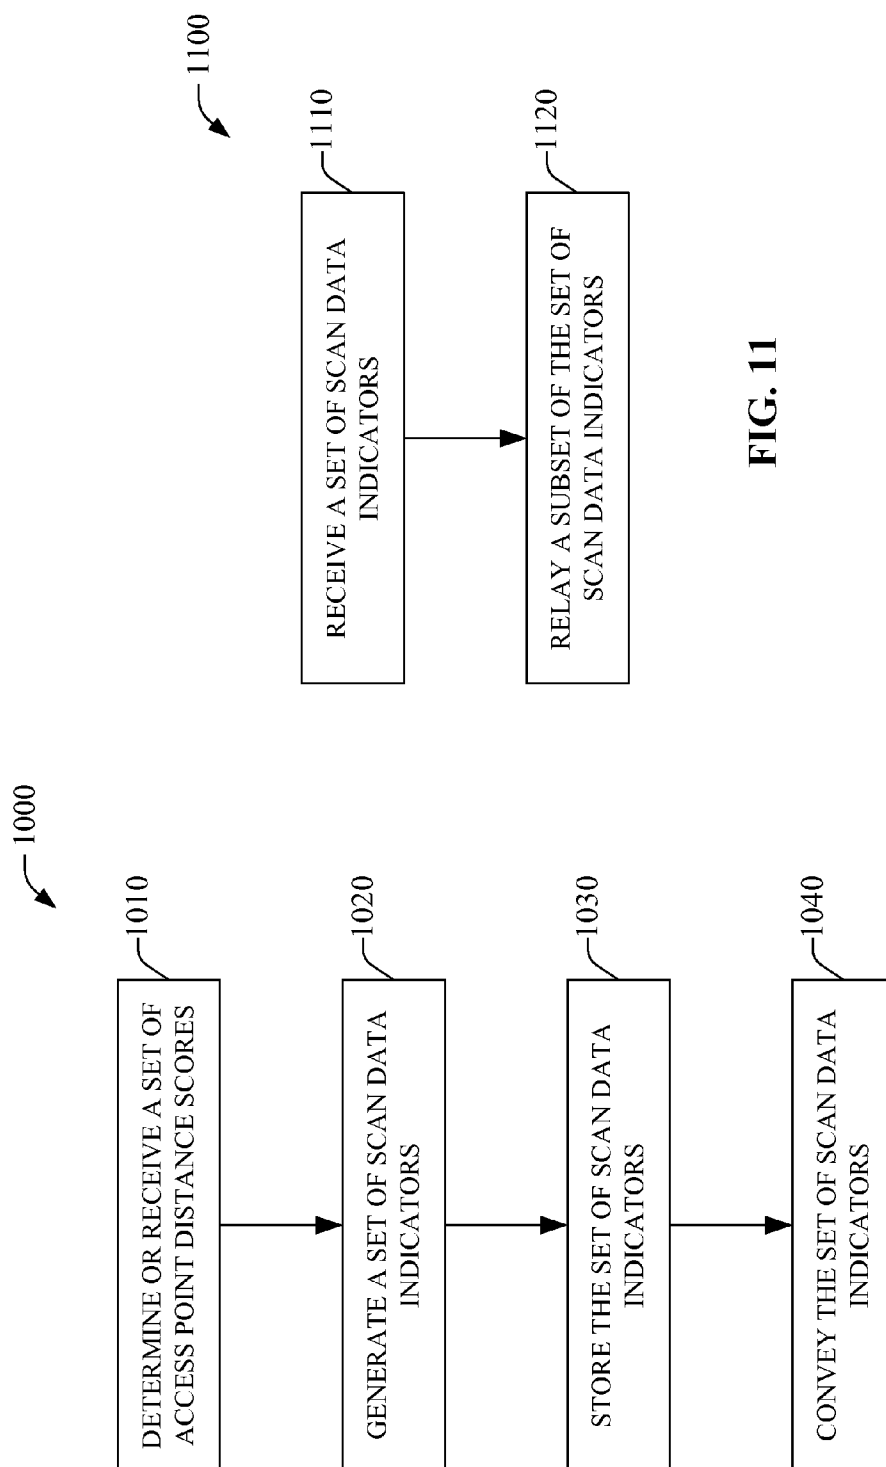 1000
DETERMINE OR RECEIVE A SET OF
ACCESS POINT DISTANCE SCORES
1010
GENERATE A SET OF SCAN DATA
INDICATORS
1020
STORE THE SET OF SCAN DATA
INDICATORS
1030
CONVEY THE SET OF SCAN DATA
INDICATORS
1040
1100
RECEIVE A SET OF SCAN DATA
INDICATORS
1110
RELAY A SUBSET OF THE SET OF
SCAN DATA INDICATORS
1120
FIG. 11